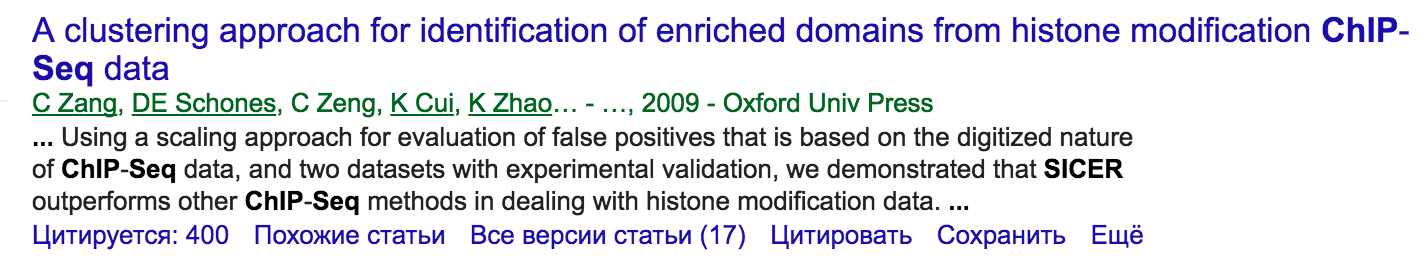 A clustering approach for identification of enriched domains from histone modification ChIP-
Seq data
C Zang, DE Schones, C Zeng, K Cui, K Zhao… - …, 2009 - Oxford Univ Press
... Using a scaling approach for evaluation of false positives that is based on the digitized nature
of ChIP-Seq data, and two datasets with experimental validation, we demonstrated that SICER
outperforms other ChIP-Seq methods in dealing with histone modification data. ...
Цитируется: 400 Похожие статьи Все версии статьи (17) Цитировать Сохранить Ещё